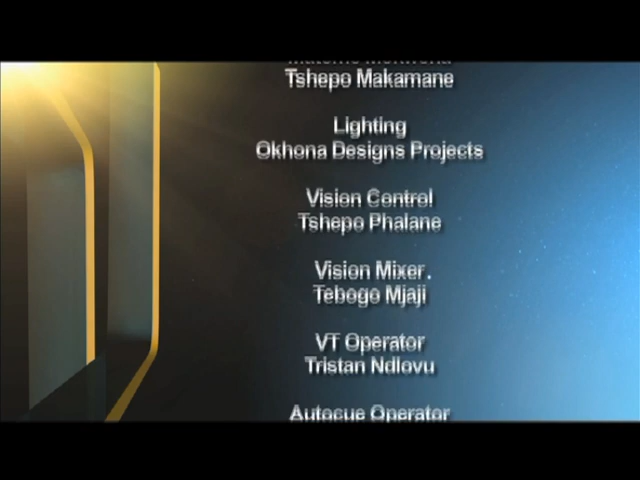 Tshepo Makamane
Lighting
Okhona Designs Projects
Vision Control
Tshepo Phalane
Vision Mixer.
Tebogo Mjaji
VT Operator
Tristan Ndlovu
Autocue Operator